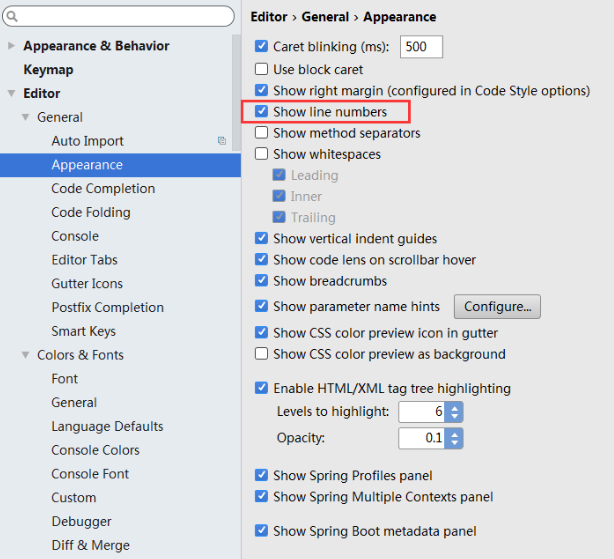 Appearance & Behavior
Keymap
Editor
General
Auto Import
Appearance
Code Completion
Code Folding
Console
Editor Tabs
Gutter Icons
Postfix Completion
Smart Keys
Colors & Fonts
Font
General
Language Defaults
Console Colors
Console Font
Custom
Debugger
Diff & Merge
Editor › General › Appearance
Caret blinking (ms): 500
Use block caret
Show right margin (configured in Code Style options)
Show line numbers
Show method separators
Show whitespaces
Leading
Inner
Trailing
Show vertical indent guides
Show code lens on scrollbar hover
Show breadcrumbs
Show parameter name hints Configure...
Show CSS color preview icon in gutter
Show CSS color preview as background
Enable HTML/XML tag tree highlighting
Levels to highlight: 6
Opacity: 0.1
Show Spring Profiles panel
Show Spring Multiple Contexts panel
Show Spring Boot metadata panel